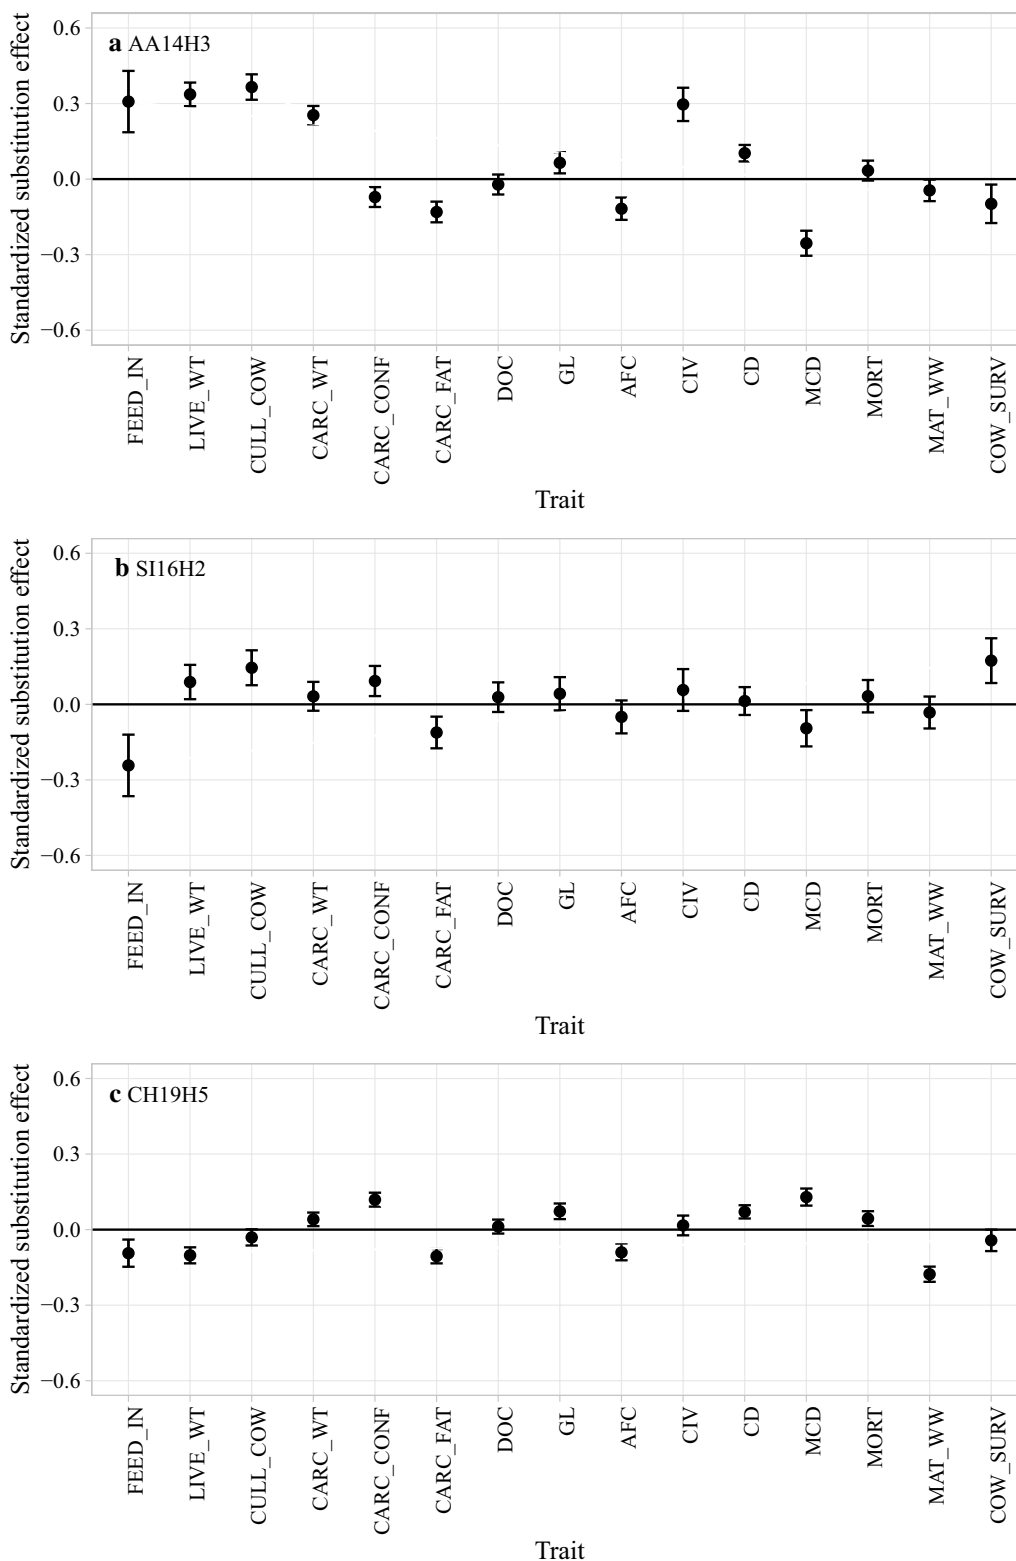 a AA14H3
Standardized substitution effect
0.6
0.3
0.0
−0.3
−0.6
FEED_IN
LIVE_WT
CULL_COW
CARC_WT
CARC_CONF
CARC_FAT
DOC
GL
AFC
CIV
CD
MCD
MORT
MAT_WW
COW_SURV
Trait
b SI16H2
Standardized substitution effect
0.6
0.3
0.0
−0.3
−0.6
FEED_IN
LIVE_WT
CULL_COW
CARC_WT
CARC_CONF
CARC_FAT
DOC
GL
AFC
CIV
CD
MCD
MORT
MAT_WW
COW_SURV
Trait
c CH19H5
Standardized substitution effect
0.6
0.3
0.0
−0.3
−0.6
FEED_IN
LIVE_WT
CULL_COW
CARC_WT
CARC_CONF
CARC_FAT
DOC
GL
AFC
CIV
CD
MCD
MORT
MAT_WW
COW_SURV
Trait